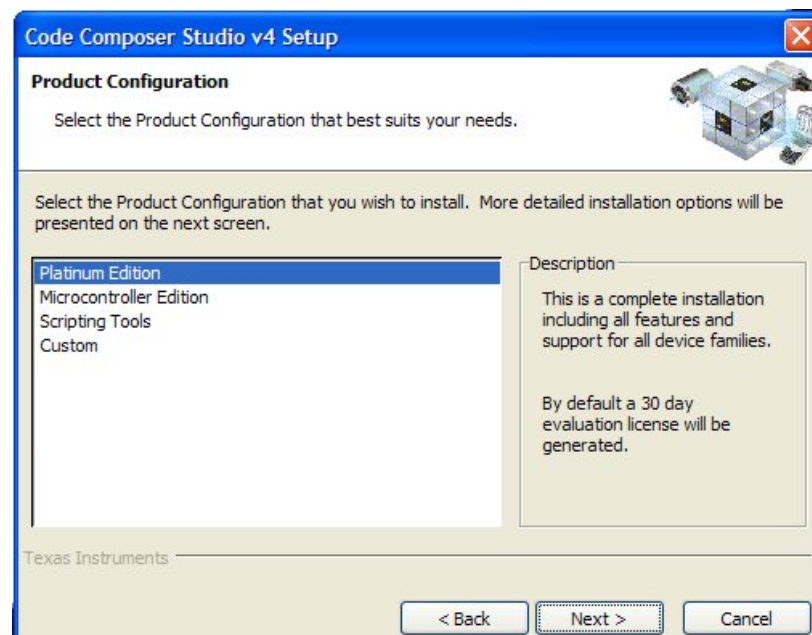 Code Composer Studio v4 Setup
Product Configuration
Select the Product Configuration that best suits your needs.
Select the Product Configuration that you wish to install. More detailed installation options will be
presented on the next screen.
Platinum Edition
Microcontroller Edition
Scripting Tools
Custom
Description
This is a complete installation
including all features and
support for all device families.
By default a 30 day
evaluation license will be
generated.
Texas Instruments
< Back
Next >
Cancel